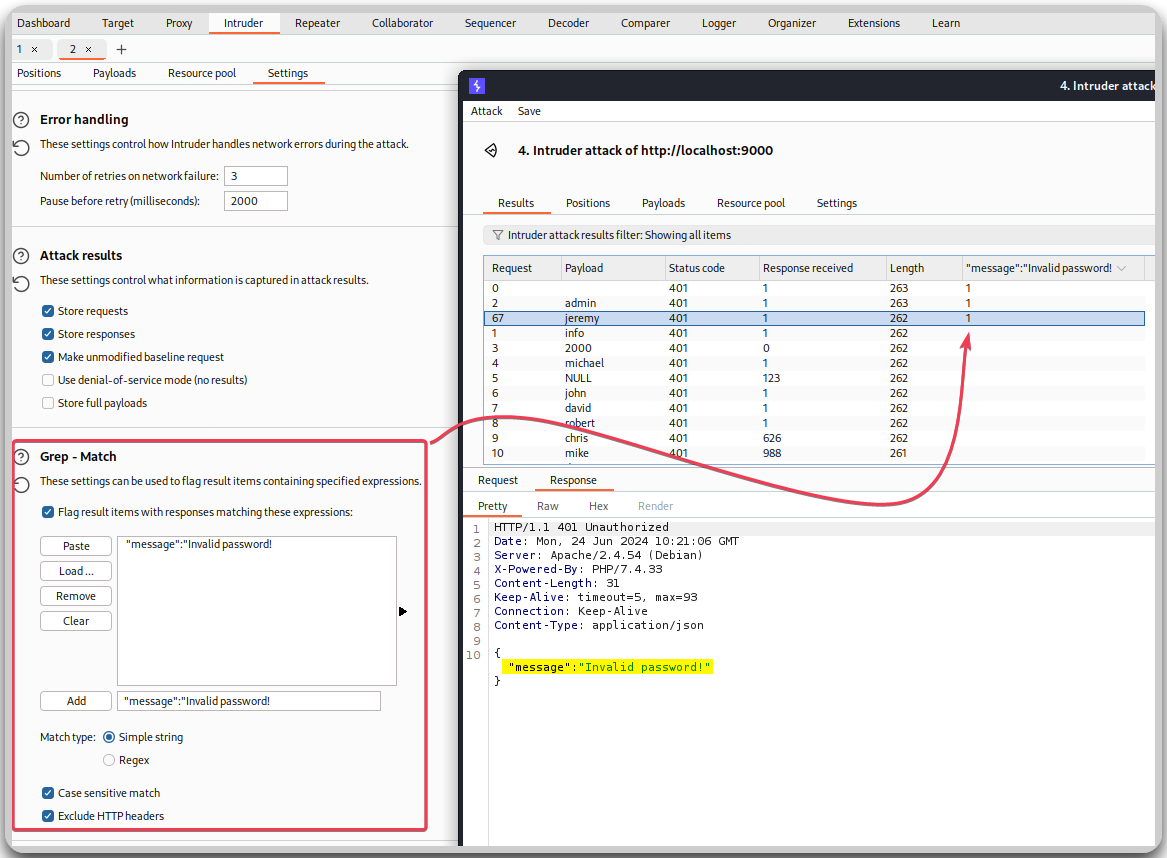 Dashboard Target Proxy Intruder Repeater Collaborator Sequencer Decoder Comparer Logger Organizer Extensions Learn
1 × 2 × +
Positions Payloads Resource pool Settings
? Error handling
These settings control how Intruder handles network errors during the attack.
Number of retries on network failure: 3
Pause before retry (milliseconds): 2000
? Attack results
These settings control what information is captured in attack results.
Store requests
Store responses
Make unmodified baseline request
Use denial-of-service mode (no results)
Store full payloads
? Grep - Match
These settings can be used to flag result items containing specified expressions.
Flag result items with responses matching these expressions:
Paste
Load ...
Remove
Clear
"message":"Invalid password!
Add "message":"Invalid password!
Match type: Simple string
Regex
Case sensitive match
Exclude HTTP headers
4. Intruder attack
Attack Save
4. Intruder attack of http://localhost:9000
Results Positions Payloads Resource pool Settings
Intruder attack results filter: Showing all items
Request Payload Status code Response received Length "message":"Invalid password!
0 401 1 263 1
2 admin 401 1 263 1
67 jeremy 401 1 262 1
1 info 401 1 262
3 2000 401 0 262
4 michael 401 1 262
5 NULL 401 123 262
6 john 401 1 262
7 david 401 1 262
8 robert 401 1 262
9 chris 401 626 262
10 mike 401 988 261
Request Response
Pretty Raw Hex Render
1 HTTP/1.1 401 Unauthorized
2 Date: Mon, 24 Jun 2024 10:21:06 GMT
3 Server: Apache/2.4.54 (Debian)
4 X-Powered-By: PHP/7.4.33
5 Content-Length: 31
6 Keep-Alive: timeout=5, max=93
7 Connection: Keep-Alive
8 Content-Type: application/json
9
10 {
"message":"Invalid password!"
}